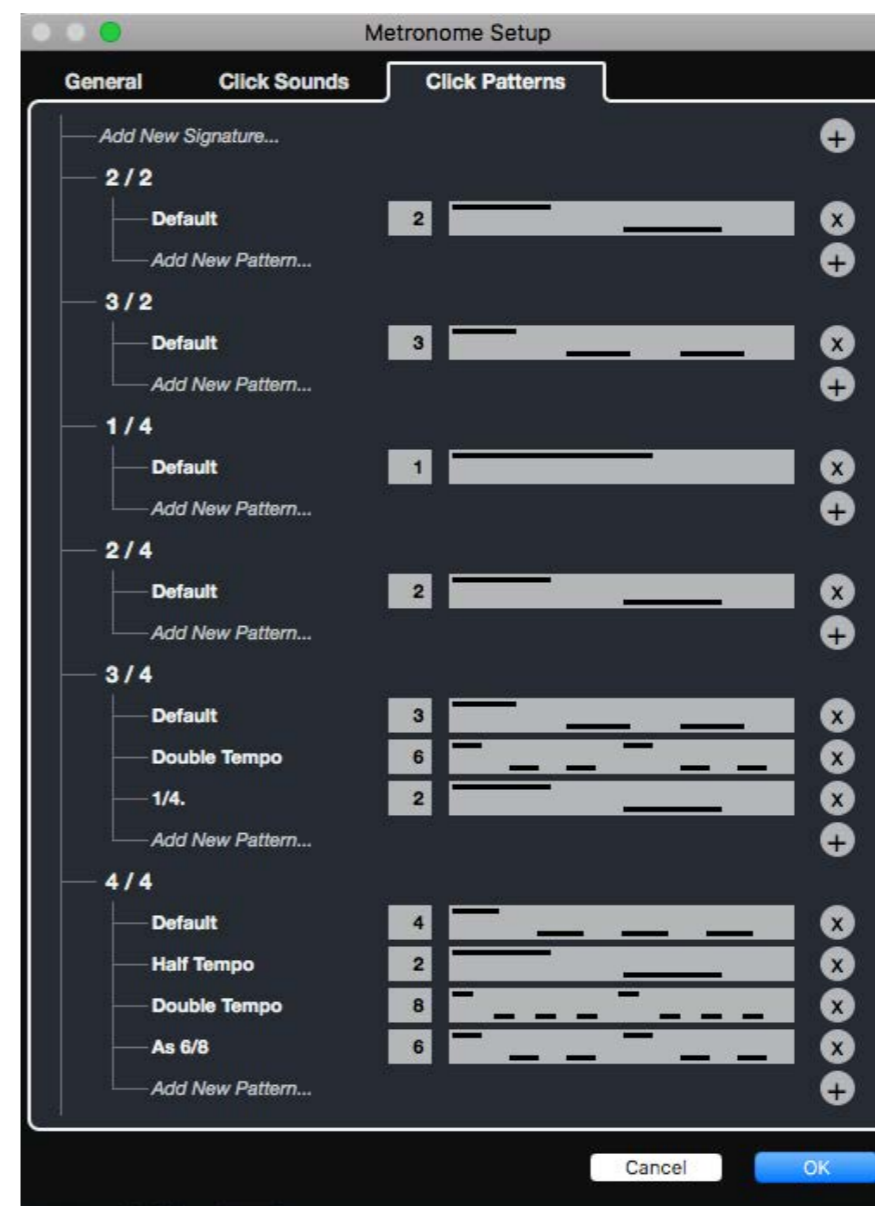 Metronome Setup
General Click Sounds Click Patterns
Add New Signature... +
2 / 2
Default 2 x
Add New Pattern... +
3 / 2
Default 3 x
Add New Pattern... +
1 / 4
Default 1 x
Add New Pattern... +
2 / 4
Default 2 x
Add New Pattern... +
3 / 4
Default 3 x
Double Tempo 6 x
1/4. 2 x
Add New Pattern... +
4 / 4
Default 4 x
Half Tempo 2 x
Double Tempo 8 x
As 6/8 6 x
Add New Pattern... +
Cancel OK